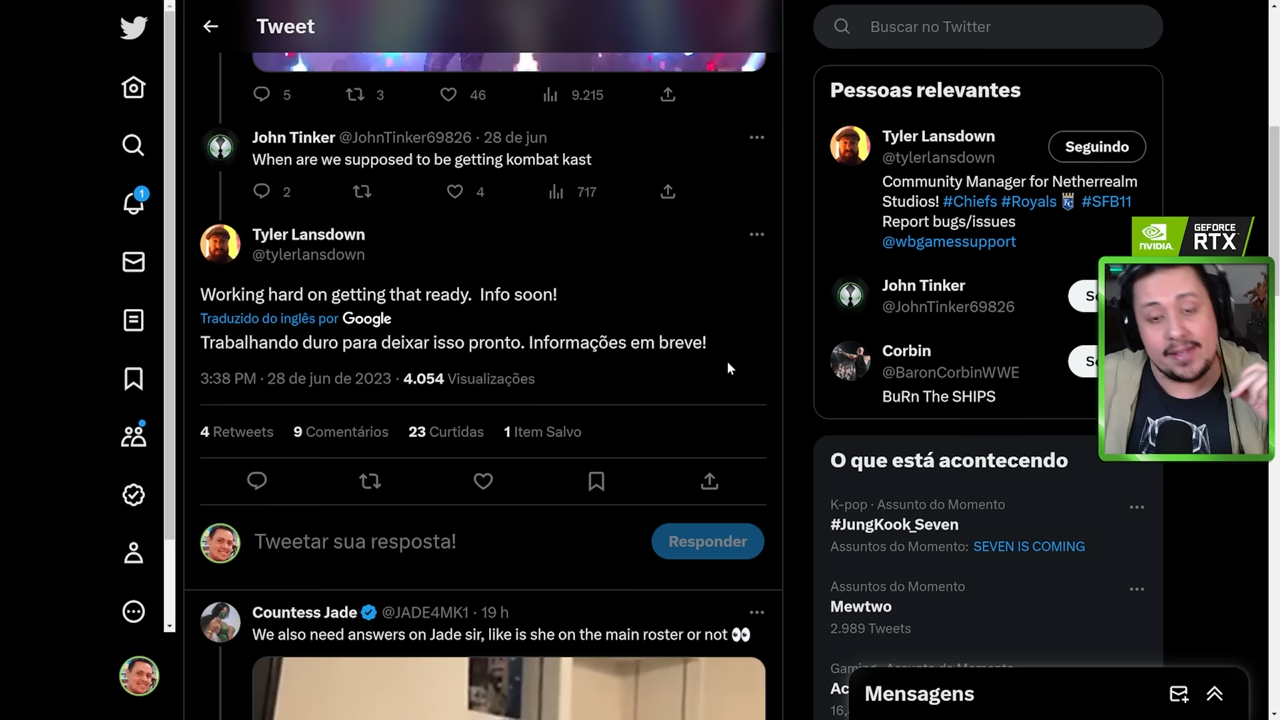 Tweet
5
3
46
9.215
John Tinker @JohnTinker69826 · 28 de jun
When are we supposed to be getting kombat kast
2
4
717
Tyler Lansdown
@tylerlansdown
Working hard on getting that ready. Info soon!
Traduzido do inglês por Google
Trabalhando duro para deixar isso pronto. Informações em breve!
3:38 PM · 28 de jun de 2023 · 4.054 Visualizações
4 Retweets 9 Comentários 23 Curtidas 1 Item Salvo
Tweetar sua resposta!
Responder
Countess Jade @JADE4MK1 · 19 h
We also need answers on Jade sir, like is she on the main roster or not 👀
1
Buscar no Twitter
Pessoas relevantes
Tyler Lansdown
@tylerlansdown
Seguindo
Community Manager for Netherrealm
Studios! #Chiefs #Royals #SFB11
Report bugs/issues
@wbgamessupport
John Tinker
@JohnTinker69826
Corbin
@BaronCorbinWWE
BuRn The SHIPS
NVIDIA.
GEFORCE
RTX
O que está acontecendo
K-pop · Assunto do Momento
#JungKook_Seven
Assuntos do Momento: SEVEN IS COMING
Assuntos do Momento
Mewtwo
2.989 Tweets
Mensagens